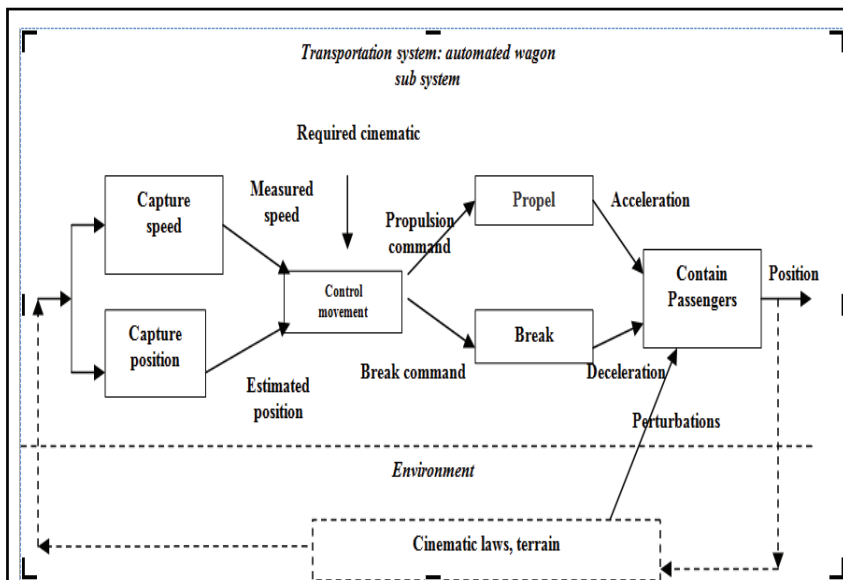 Transportation system: automated wagon
sub system
Required cinematic
Capture
speed
Measured
speed
Propel
Acceleration
Propulsion
command
Contain
Passengers
Position
Control
movement
Capture
position
Break
Estimated
position
Break command
Deceleration
Perturbations
Environment
Cinematic laws, terrain